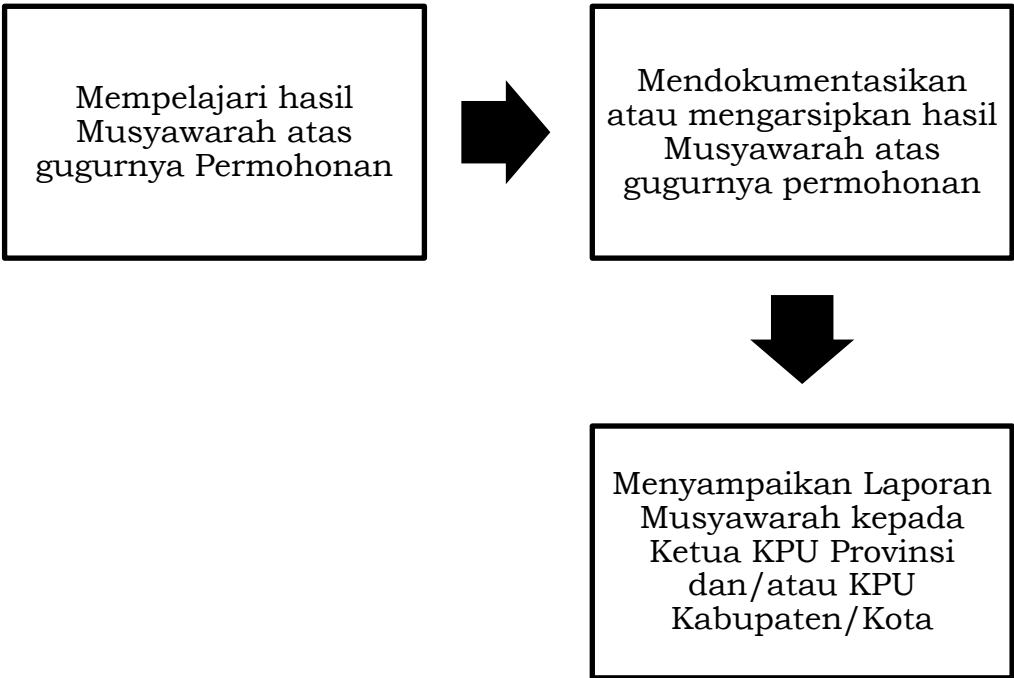 Mempelajari hasil
Musyawarah atas
gugurnya Permohonan
Mendokumentasikan
atau mengarsipkan hasil
Musyawarah atas
gugurnya permohonan
Menyampaikan Laporan
Musyawarah kepada
Ketua KPU Provinsi
dan/atau KPU
Kabupaten/Kota